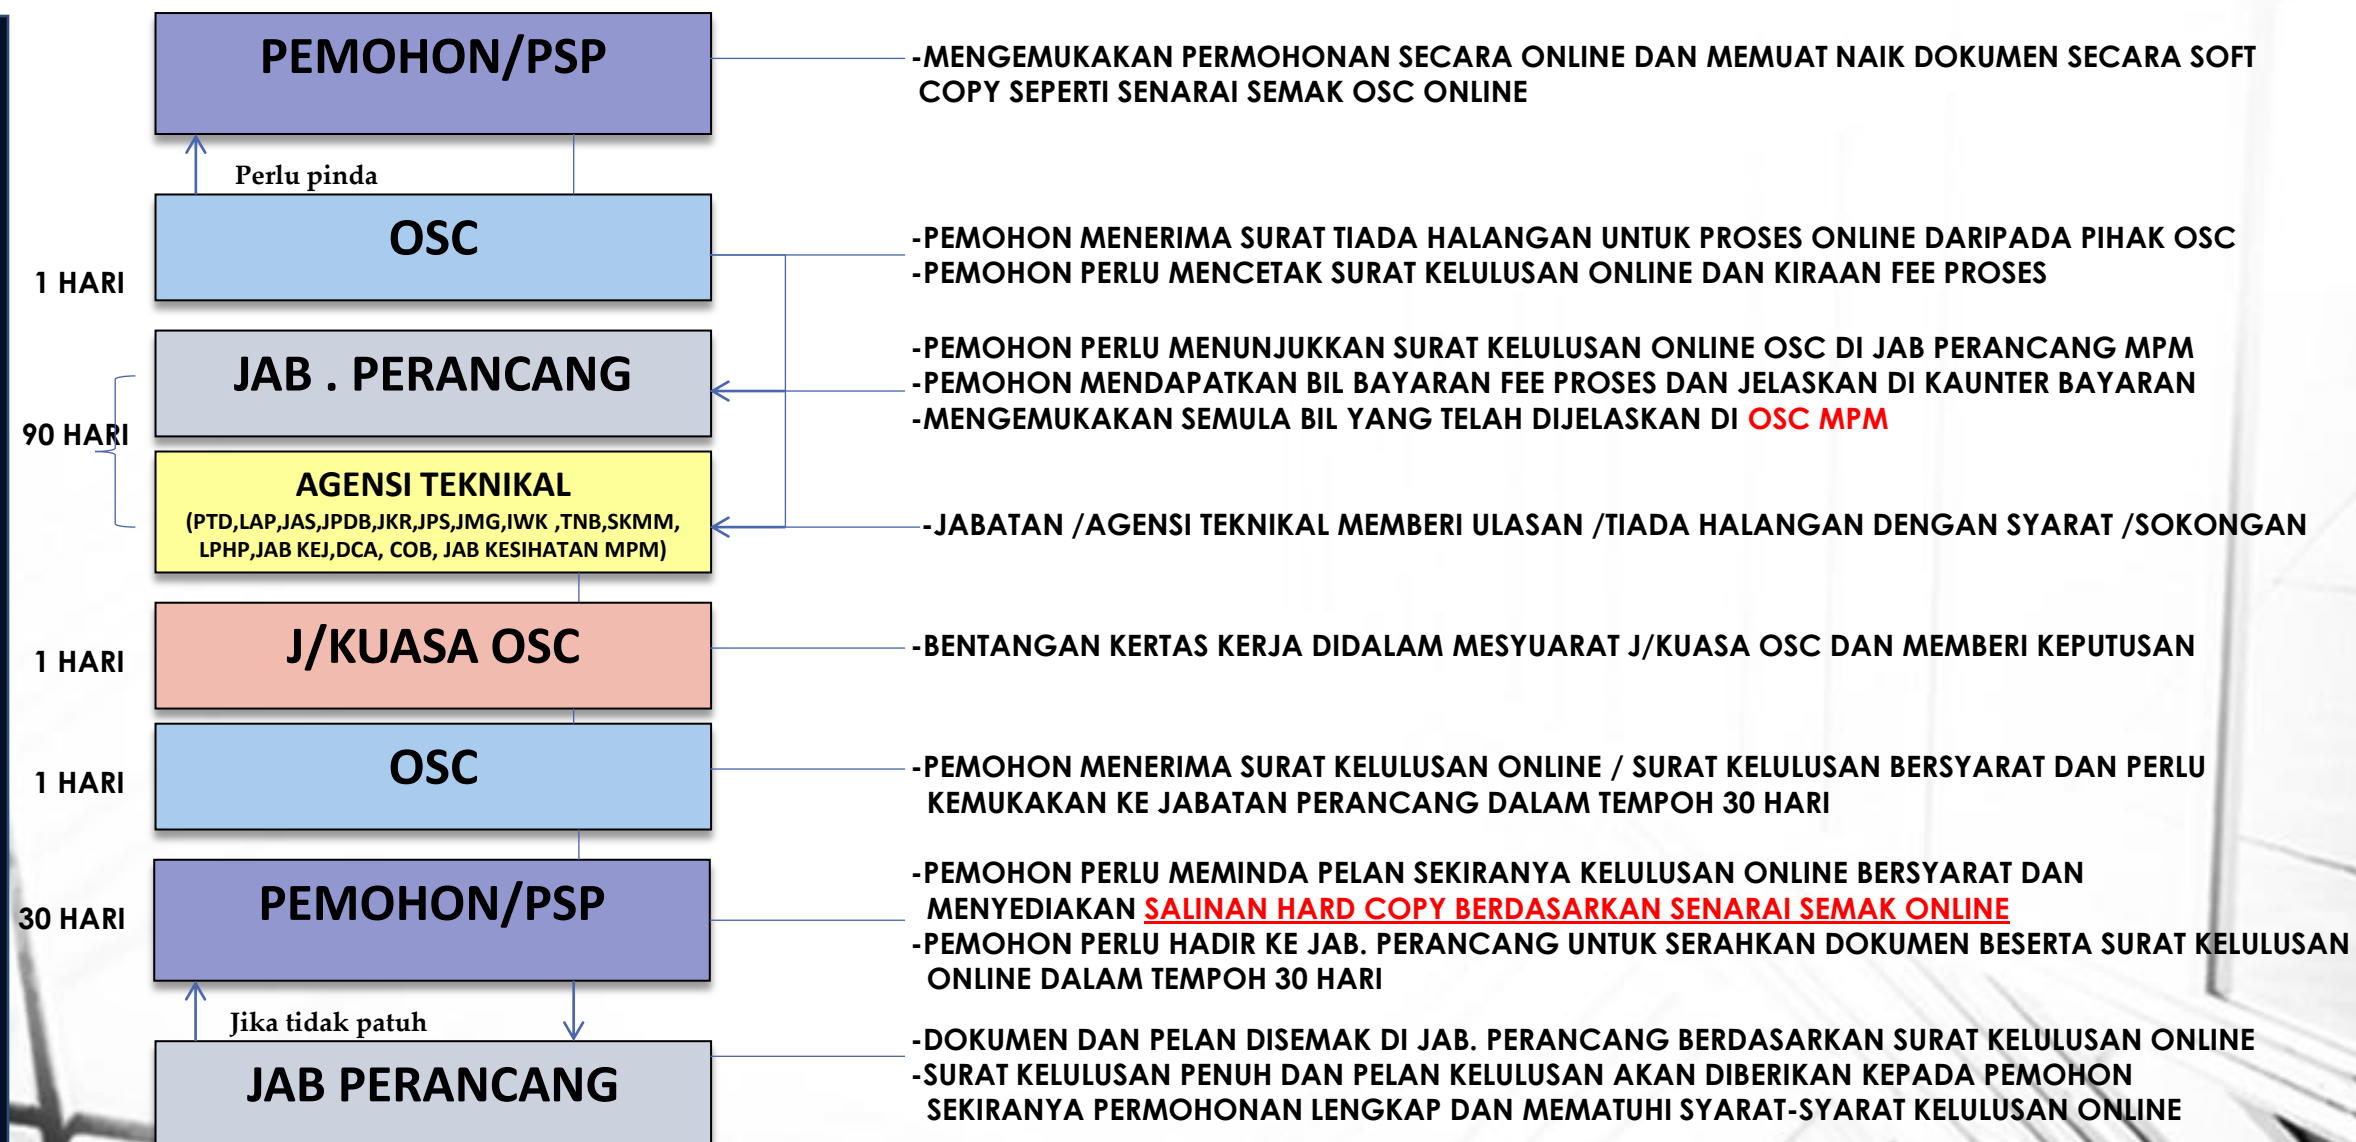 PEMOHON/PSP
-MENGEMUKAKAN PERMOHONAN SECARA ONLINE DAN MEMUAT NAIK DOKUMEN SECARA SOFT
COPY SEPERTI SENARAI SEMAK OSC ONLINE
Perlu pinda
1 HARI
OSC
-PEMOHON MENERIMA SURAT TIADA HALANGAN UNTUK PROSES ONLINE DARIPADA PIHAK OSC
-PEMOHON PERLU MENCETAK SURAT KELULUSAN ONLINE DAN KIRAAN FEE PROSES
90 HARI
JAB . PERANCANG
-PEMOHON PERLU MENUNJUKKAN SURAT KELULUSAN ONLINE OSC DI JAB PERANCANG MPM
-PEMOHON MENDAPATKAN BIL BAYARAN FEE PROSES DAN JELASKAN DI KAUNTER BAYARAN
-MENGEMUKAKAN SEMULA BIL YANG TELAH DIJELASKAN DI OSC MPM
AGENSI TEKNIKAL
(PTD,LAP,JAS,JPDB,JKR,JPS,JMG,IWK ,TNB,SKMM,
LPHP,JAB KEJ,DCA, COB, JAB KESIHATAN MPM)
-JABATAN /AGENSI TEKNIKAL MEMBERI ULASAN /TIADA HALANGAN DENGAN SYARAT /SOKONGAN
1 HARI
J/KUASA OSC
-BENTANGAN KERTAS KERJA DIDALAM MESYUARAT J/KUASA OSC DAN MEMBERI KEPUTUSAN
1 HARI
OSC
-PEMOHON MENERIMA SURAT KELULUSAN ONLINE / SURAT KELULUSAN BERSYARAT DAN PERLU
KEMUKAKAN KE JABATAN PERANCANG DALAM TEMPOH 30 HARI
30 HARI
PEMOHON/PSP
-PEMOHON PERLU MEMINDA PELAN SEKIRANYA KELULUSAN ONLINE BERSYARAT DAN
MENYEDIAKAN SALINAN HARD COPY BERDASARKAN SENARAI SEMAK ONLINE
-PEMOHON PERLU HADIR KE JAB. PERANCANG UNTUK SERAHKAN DOKUMEN BESERTA SURAT KELULUSAN
ONLINE DALAM TEMPOH 30 HARI
Jika tidak patuh
JAB PERANCANG
-DOKUMEN DAN PELAN DISEMAK DI JAB. PERANCANG BERDASARKAN SURAT KELULUSAN ONLINE
-SURAT KELULUSAN PENUH DAN PELAN KELULUSAN AKAN DIBERIKAN KEPADA PEMOHON
SEKIRANYA PERMOHONAN LENGKAP DAN MEMATUHI SYARAT-SYARAT KELULUSAN ONLINE